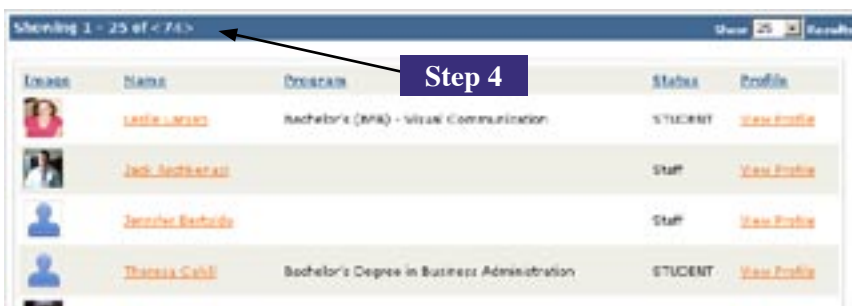 Showing 1 - 25 of <74> Show 25 Results
Step 4
Image Name Program Status Profile
Leslie Larsen Bachelor's (BFA) - Visual Communication STUDENT View Profile
Jack Staff View Profile
Jennifer Staff View Profile
Theresa Cahill Bachelor's Degree in Business Administration STUDENT View Profile